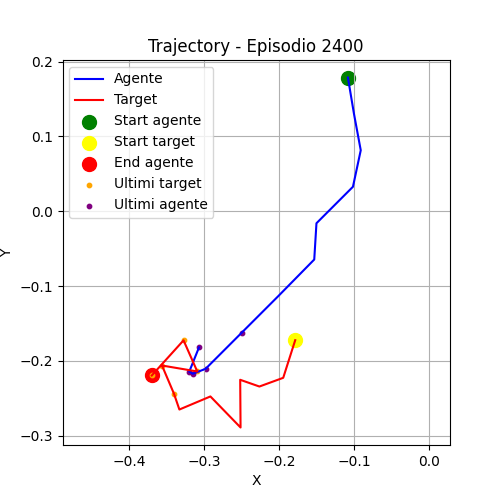 Trajectory - Episodio 2400
Agente
Target
Start agente
Start target
End agente
Ultimi target
Ultimi agente
0.2
0.1
0.0
−0.1
−0.2
−0.3
Y
−0.4
−0.3
−0.2
−0.1
0.0
X